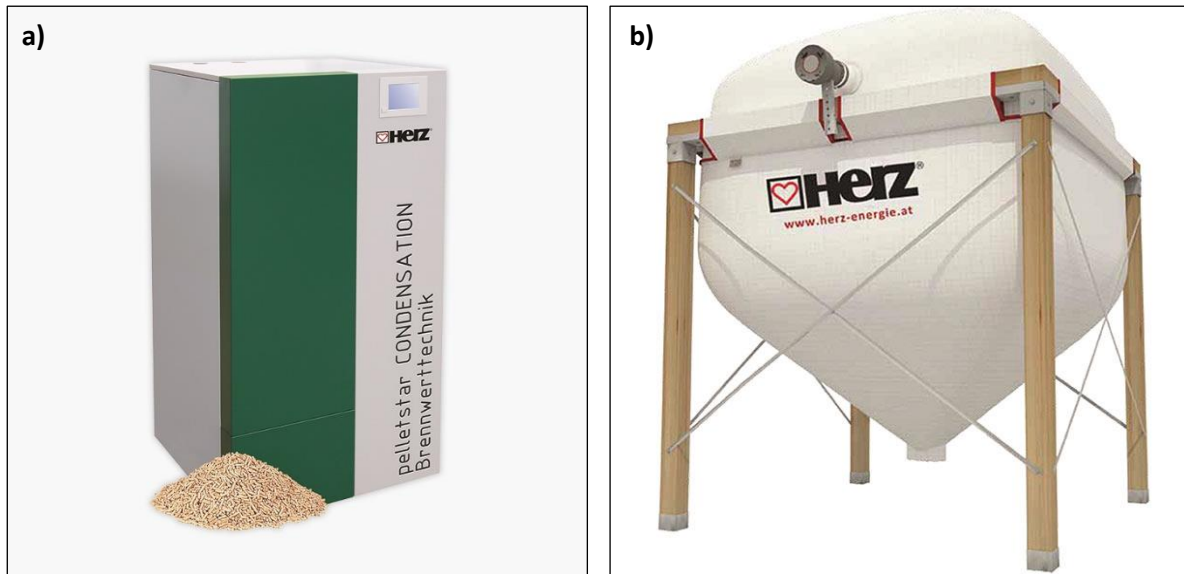 a)
HERZ
pelletstar CONDENSATION
Brennwerttechnik
b)
HERZ®
www.herz-energie.at